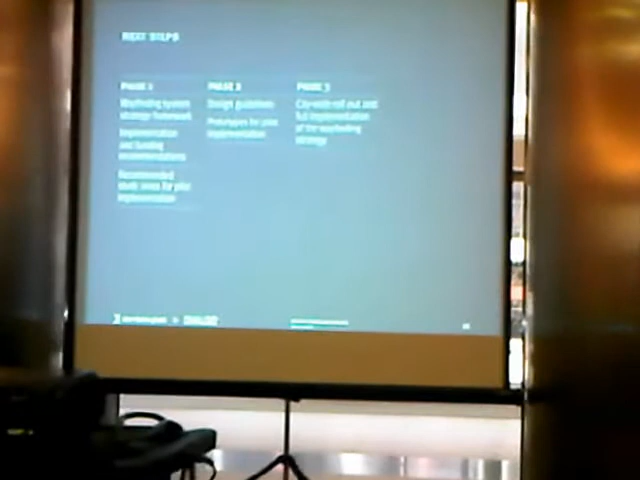 NEXT STEPS
PHASE 1
Wayfinding system
strategy framework
Implementation
and funding
recommendations
Recommended
study areas for pilot
implementation
PHASE 2
Design guidelines
Prototypes for pilot
implementation
PHASE 3
City-wide roll out and
full implementation
of the wayfinding
strategy